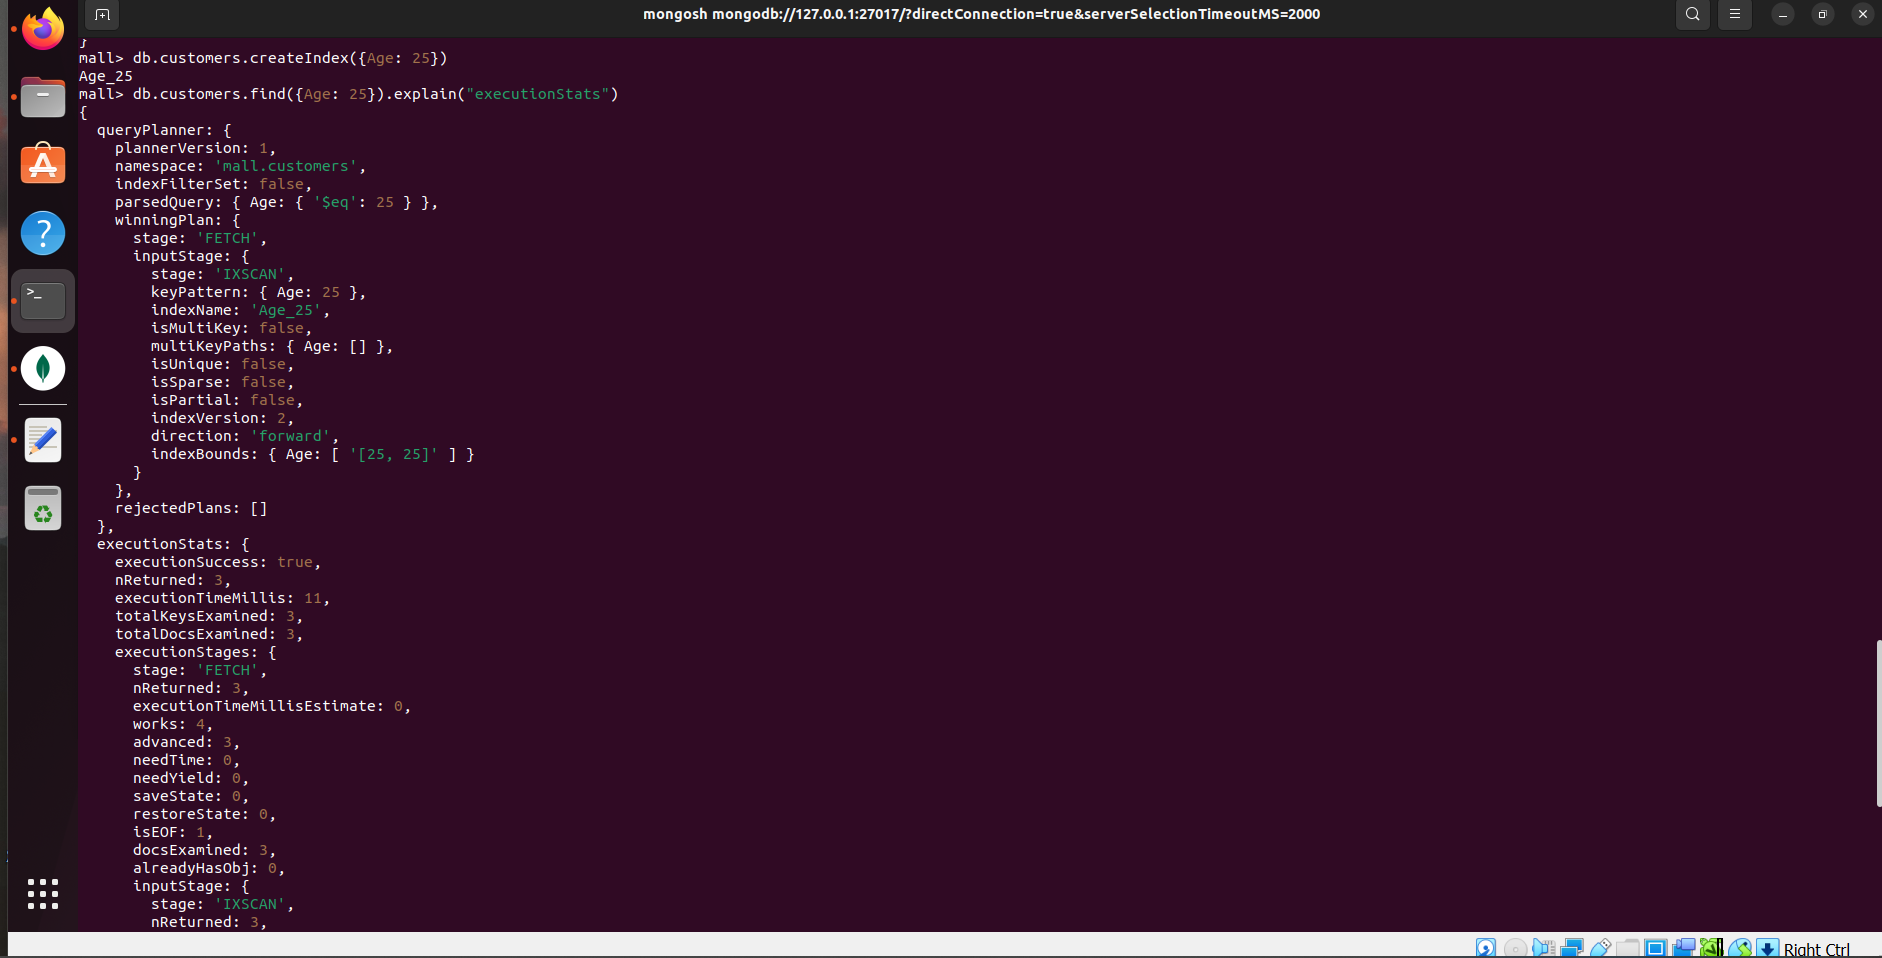 mongosh mongodb://127.0.0.1:27017/?directConnection=true&serverSelectionTimeoutMS=2000
}
mall> db.customers.createIndex({Age: 25})
Age_25
mall> db.customers.find({Age: 25}).explain("executionStats")
{
  queryPlanner: {
    plannerVersion: 1,
    namespace: 'mall.customers',
    indexFilterSet: false,
    parsedQuery: { Age: { '$eq': 25 } },
    winningPlan: {
      stage: 'FETCH',
      inputStage: {
        stage: 'IXSCAN',
        keyPattern: { Age: 25 },
        indexName: 'Age_25',
        isMultiKey: false,
        multiKeyPaths: { Age: [] },
        isUnique: false,
        isSparse: false,
        isPartial: false,
        indexVersion: 2,
        direction: 'forward',
        indexBounds: { Age: [ '[25, 25]' ] }
      }
    },
    rejectedPlans: []
  },
  executionStats: {
    executionSuccess: true,
    nReturned: 3,
    executionTimeMillis: 11,
    totalKeysExamined: 3,
    totalDocsExamined: 3,
    executionStages: {
      stage: 'FETCH',
      nReturned: 3,
      executionTimeMillisEstimate: 0,
      works: 4,
      advanced: 3,
      needTime: 0,
      needYield: 0,
      saveState: 0,
      restoreState: 0,
      isEOF: 1,
      docsExamined: 3,
      alreadyHasObj: 0,
      inputStage: {
        stage: 'IXSCAN',
        nReturned: 3,
Right Ctrl